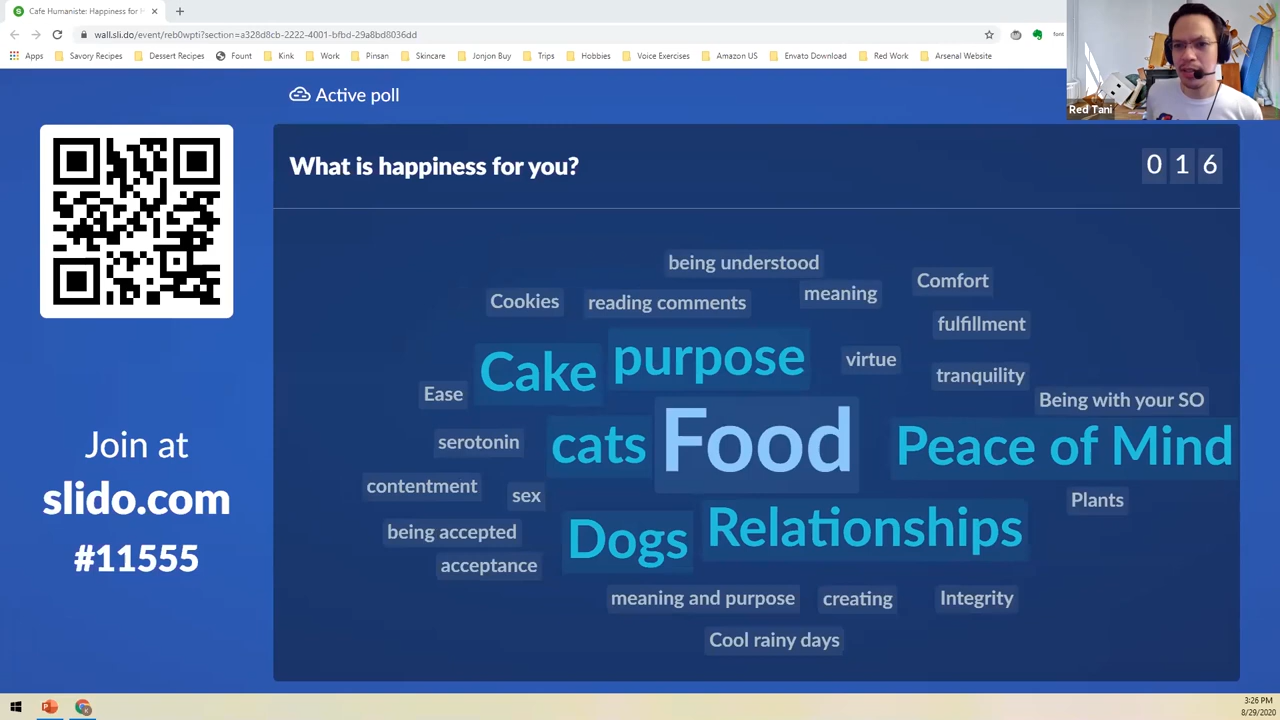 Cafe Humaniste: Happiness for
wall.sli.do/event/reb0wpti?section=a328d8cb-2222-4001-bfbd-29a8bd8036dd
Apps Savory Recipes Dessert Recipes Fount Kink Work Pinsan Skincare Jonjon Buy Trips Hobbies Voice Exercises Amazon US Envato Download Red Work Arsenal Website
Red Tani
Active poll
What is happiness for you?
016
being understood
Comfort
meaning
Cookies
reading comments
fulfillment
purpose
virtue
Cake
tranquility
Ease
Being with your SO
Food
serotonin
cats
Peace of Mind
contentment
sex
Plants
being accepted
Dogs
Relationships
acceptance
meaning and purpose
creating
Integrity
Cool rainy days
Join at
slido.com
#11555
3:26 PM
8/29/2020